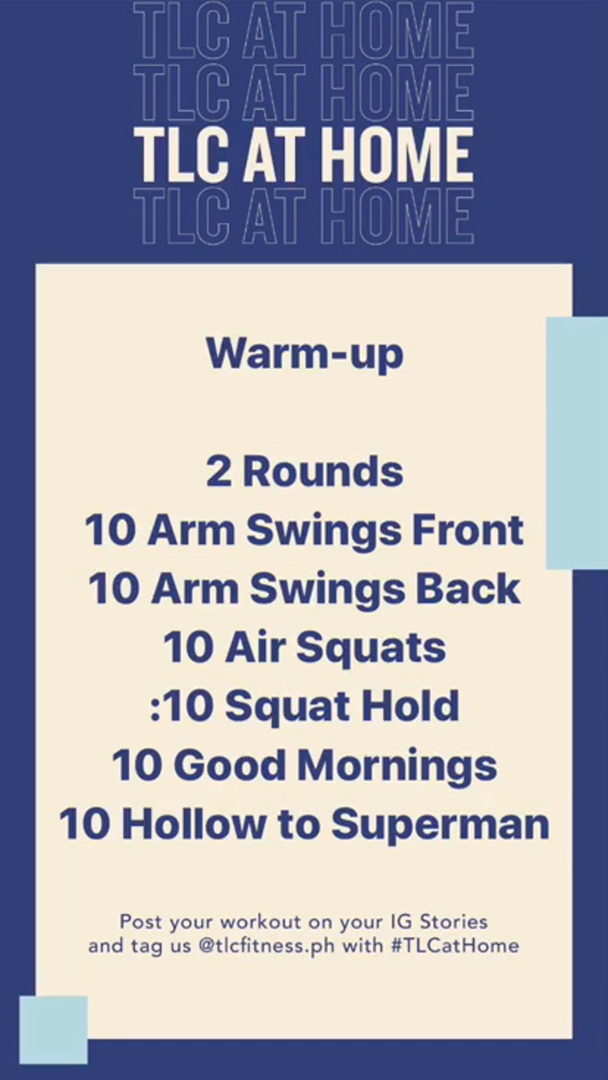 TLC AT HOME
TLC AT HOME
TLC AT HOME
TLC AT HOME
Warm-up
2 Rounds
10 Arm Swings Front
10 Arm Swings Back
10 Air Squats
:10 Squat Hold
10 Good Mornings
10 Hollow to Superman
Post your workout on your IG Stories
and tag us @tlcfitness.ph with #TLCatHome